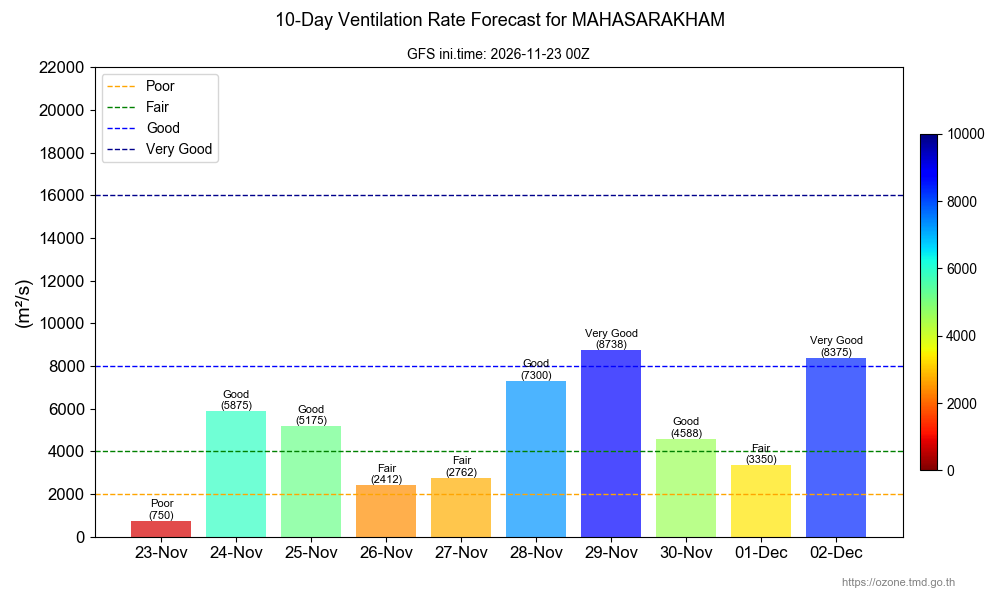 10-Day Ventilation Rate Forecast for MAHASARAKHAM
GFS ini.time: 2026-11-23 00Z
(m²/s)
22000
20000
18000
16000
14000
12000
10000
8000
6000
4000
2000
0
Poor
Fair
Good
Very Good
Poor
(750)
Good
(5875)
Good
(5175)
Fair
(2412)
Fair
(2762)
Good
(7300)
Very Good
(8738)
Good
(4588)
Fair
(3350)
Very Good
(8375)
23-Nov 24-Nov 25-Nov 26-Nov 27-Nov 28-Nov 29-Nov 30-Nov 01-Dec 02-Dec
10000
8000
6000
4000
2000
0
https://ozone.tmd.go.th